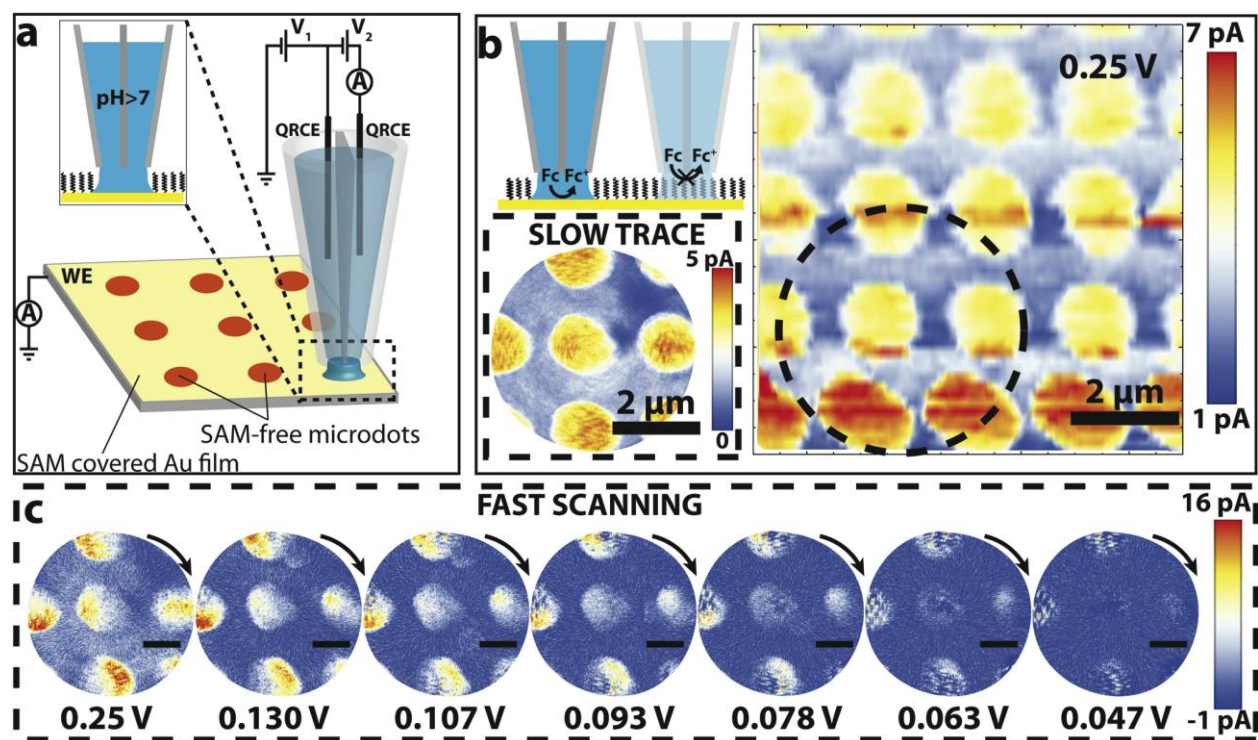 a
pH>7
V1
V2
A
QRCE
QRCE
WE
A
SAM-free microdots
SAM covered Au film
b
Fc Fc+
Fc Fc+
SLOW TRACE
5 pA
0
2 μm
0.25 V
7 pA
1 pA
2 μm
c
FAST SCANNING
16 pA
-1 pA
0.25 V 0.130 V 0.107 V 0.093 V 0.078 V 0.063 V 0.047 V